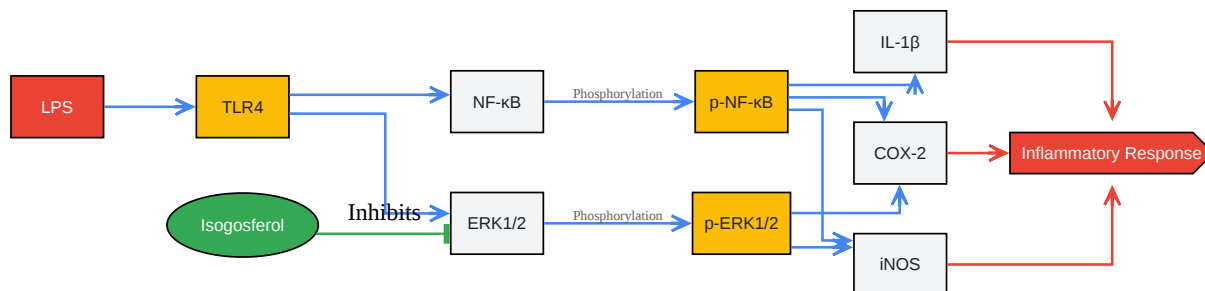 IL-1β
LPS
TLR4
NF-κB
Phosphorylation
p-NF-κB
COX-2
Inflammatory Response
Isogosferol
Inhibits
ERK1/2
Phosphorylation
p-ERK1/2
iNOS